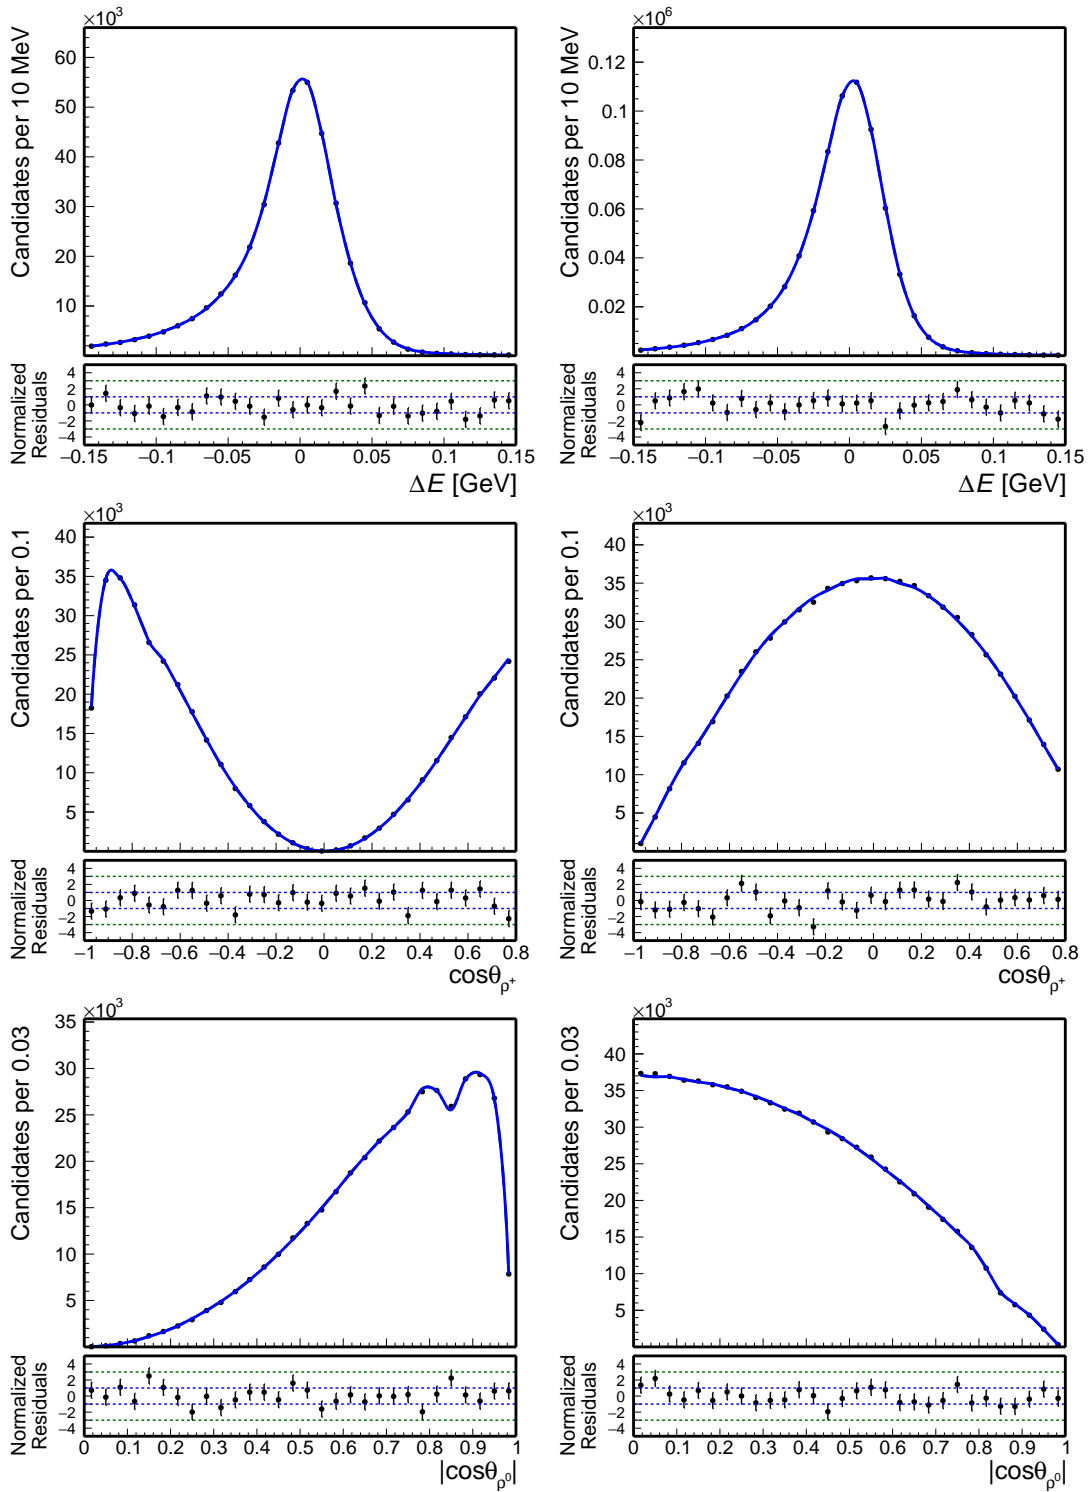 ×10³
Candidates per 10 MeV
60
50
40
30
20
10
Normalized
Residuals
4
2
0
−2
−4
−0.15 −0.1 −0.05 0 0.05 0.1 0.15
ΔE [GeV]
×10⁶
Candidates per 10 MeV
0.12
0.1
0.08
0.06
0.04
0.02
Normalized
Residuals
4
2
0
−2
−4
−0.15 −0.1 −0.05 0 0.05 0.1 0.15
ΔE [GeV]
×10³
Candidates per 0.1
40
35
30
25
20
15
10
5
Normalized
Residuals
4
2
0
−2
−4
−1 −0.8 −0.6 −0.4 −0.2 0 0.2 0.4 0.6 0.8
cosθρ⁺
×10³
Candidates per 0.1
40
35
30
25
20
15
10
5
Normalized
Residuals
4
2
0
−2
−4
−1 −0.8 −0.6 −0.4 −0.2 0 0.2 0.4 0.6 0.8
cosθρ⁺
×10³
Candidates per 0.03
35
30
25
20
15
10
5
Normalized
Residuals
4
2
0
−2
−4
0 0.1 0.2 0.3 0.4 0.5 0.6 0.7 0.8 0.9 1
|cosθρ⁰|
×10³
Candidates per 0.03
40
35
30
25
20
15
10
5
Normalized
Residuals
4
2
0
−2
−4
0 0.1 0.2 0.3 0.4 0.5 0.6 0.7 0.8 0.9 1
|cosθρ⁰|